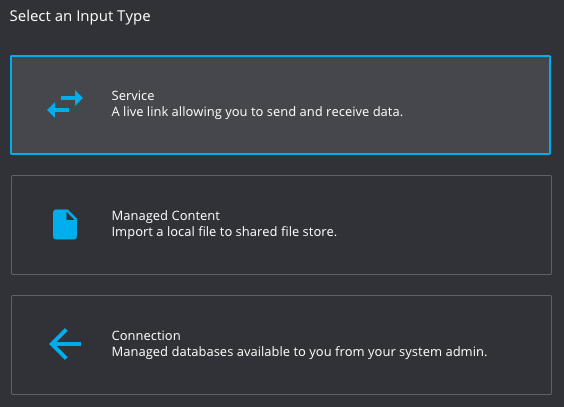 Select an Input Type
Service
A live link allowing you to send and receive data.
Managed Content
Import a local file to shared file store.
Connection
Managed databases available to you from your system admin.